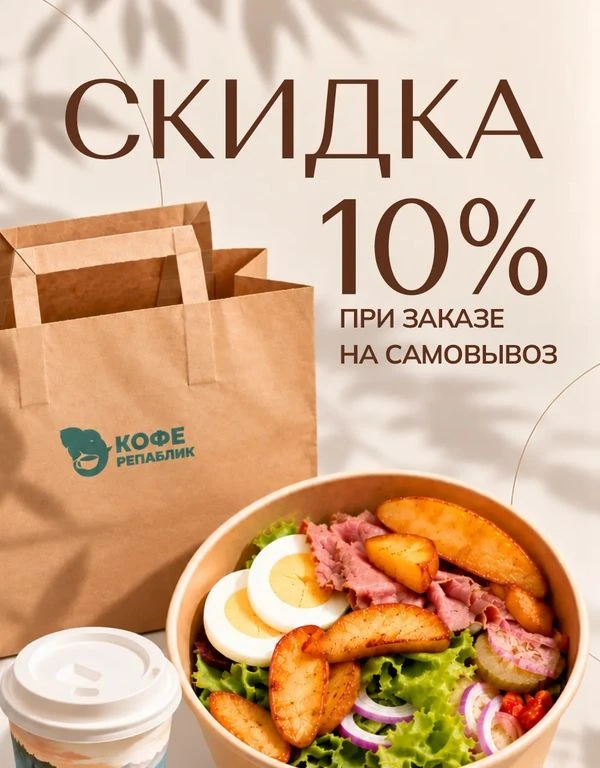 СКИДКА
10%
ПРИ ЗАКАЗЕ
НА САМОВЫВОЗ
КОФЕ
РЕПАБЛИК